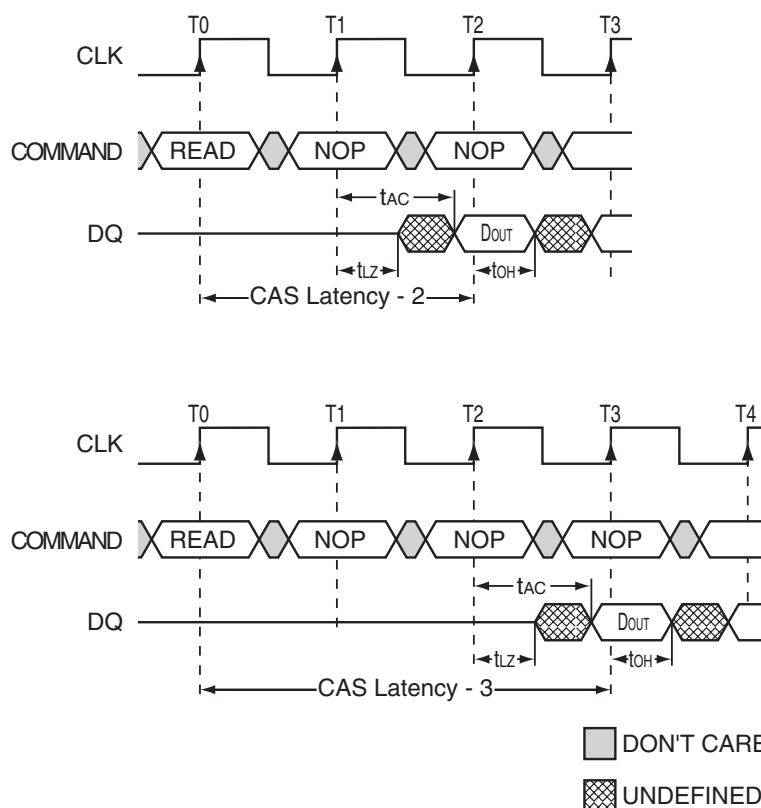 T0 T1 T2 T3
CLK
COMMAND READ NOP NOP
tAC
DQ DOUT
tLZ tOH
CAS Latency - 2
T0 T1 T2 T3 T4
CLK
COMMAND READ NOP NOP NOP
tAC
DQ DOUT
tLZ tOH
CAS Latency - 3
DON'T CARE
UNDEFINED